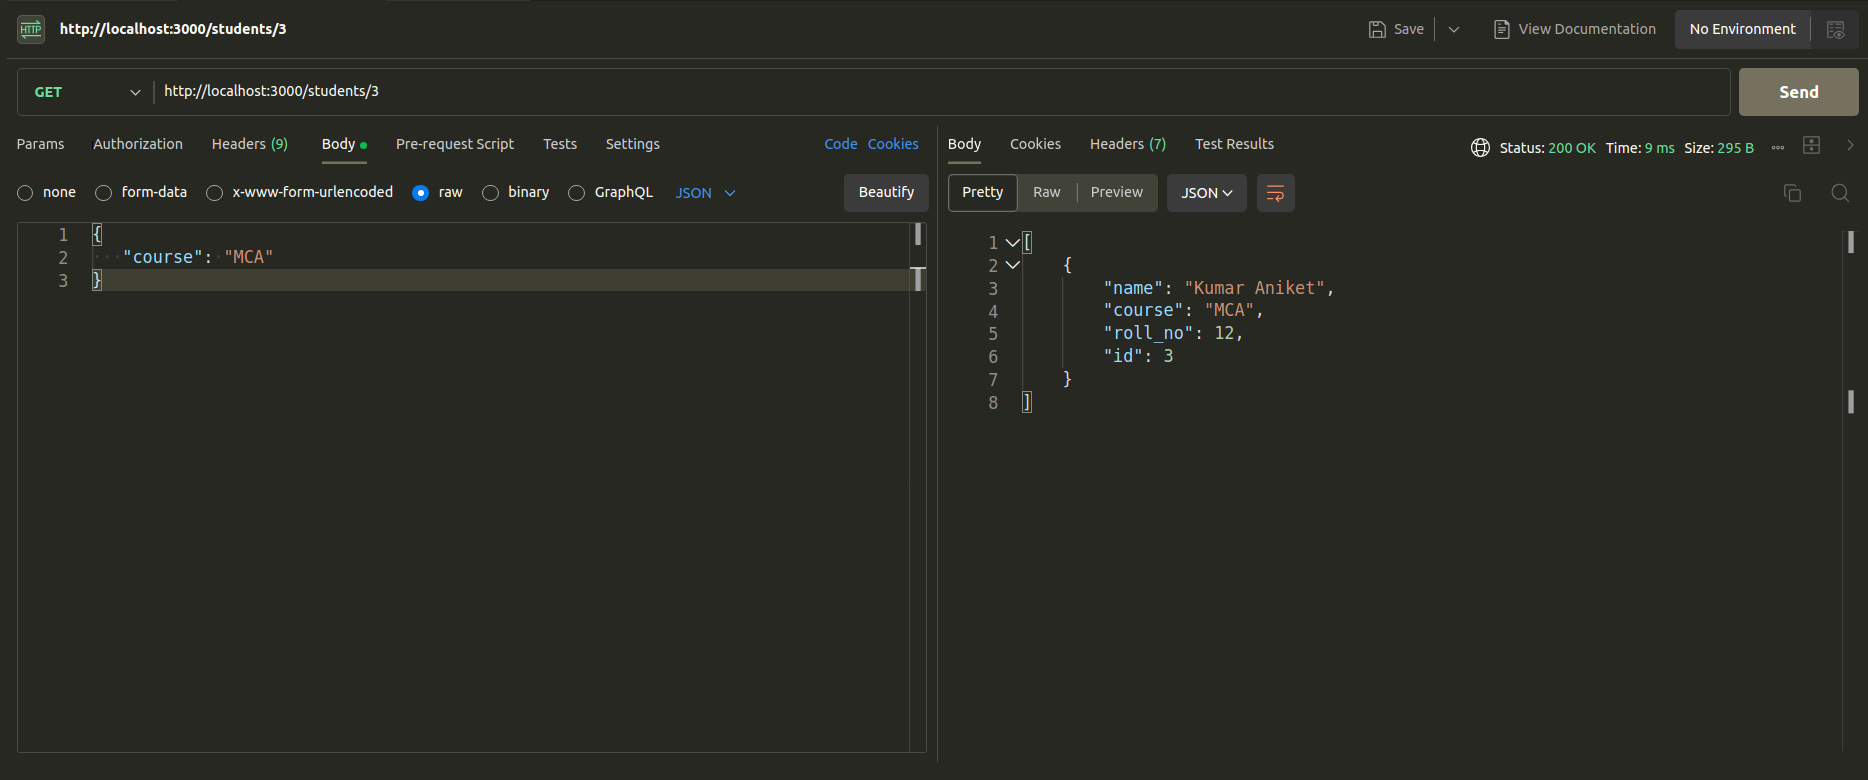 HTTP http://localhost:3000/students/3 Save View Documentation No Environment
GET http://localhost:3000/students/3 Send
Params Authorization Headers (9) Body Pre-request Script Tests Settings Code Cookies
none form-data x-www-form-urlencoded raw binary GraphQL JSON Beautify
1 {
2 "course": "MCA"
3 }
Body Cookies Headers (7) Test Results Status: 200 OK Time: 9 ms Size: 295 B
Pretty Raw Preview JSON
1 [
2 {
3 "name": "Kumar Aniket",
4 "course": "MCA",
5 "roll_no": 12,
6 "id": 3
7 }
8 ]